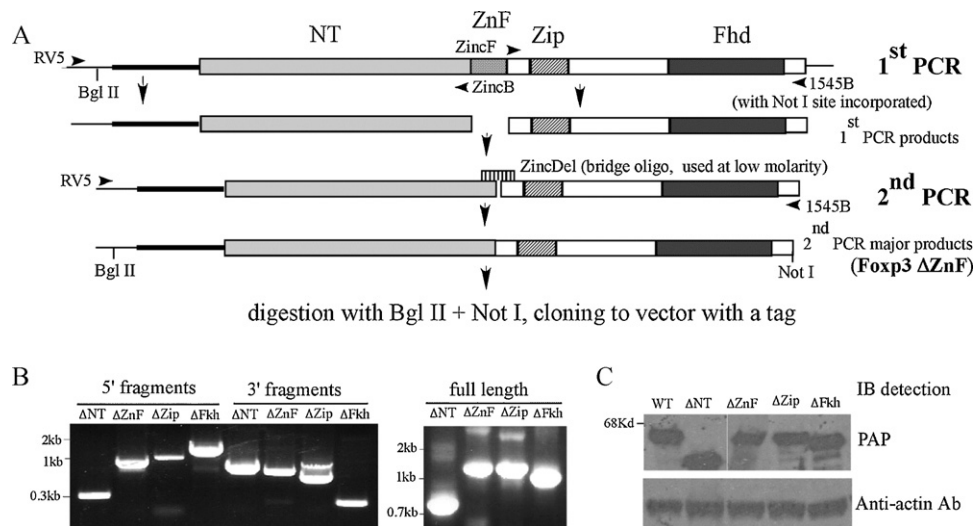 A
NT
ZnF
Zip
Fhd
RV5
ZincF
ZincB
Bgl II
1545B
1st PCR
(with Not I site incorporated)
1st PCR products
ZincDel (bridge oligo, used at low molarity)
RV5
1545B
2nd PCR
Bgl II
2nd PCR major products
Not I
(Foxp3 ΔZnF)
digestion with Bgl II + Not I, cloning to vector with a tag
B
5' fragments
3' fragments
full length
ΔNT ΔZnF ΔZip ΔFkh
ΔNT ΔZnF ΔZip ΔFkh
ΔNT ΔZnF ΔZip ΔFkh
2kb
1kb
0.3kb
2kb
1kb
0.7kb
C
IB detection
WT ΔNT ΔZnF ΔZip ΔFkh
68Kd
PAP
Anti-actin Ab